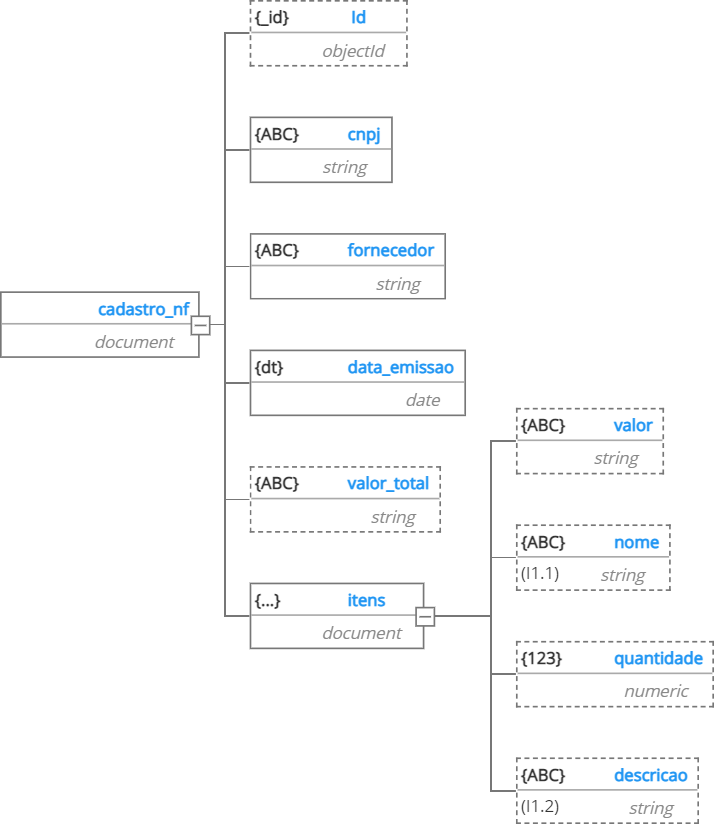 {_id} Id
objectId
{ABC} cnpj
string
{ABC} fornecedor
string
cadastro_nf
document
{dt} data_emissao
date
{ABC} valor_total
string
{...} itens
document
{ABC} valor
string
{ABC} nome
(I1.1) string
{123} quantidade
numeric
{ABC} descricao
(I1.2) string